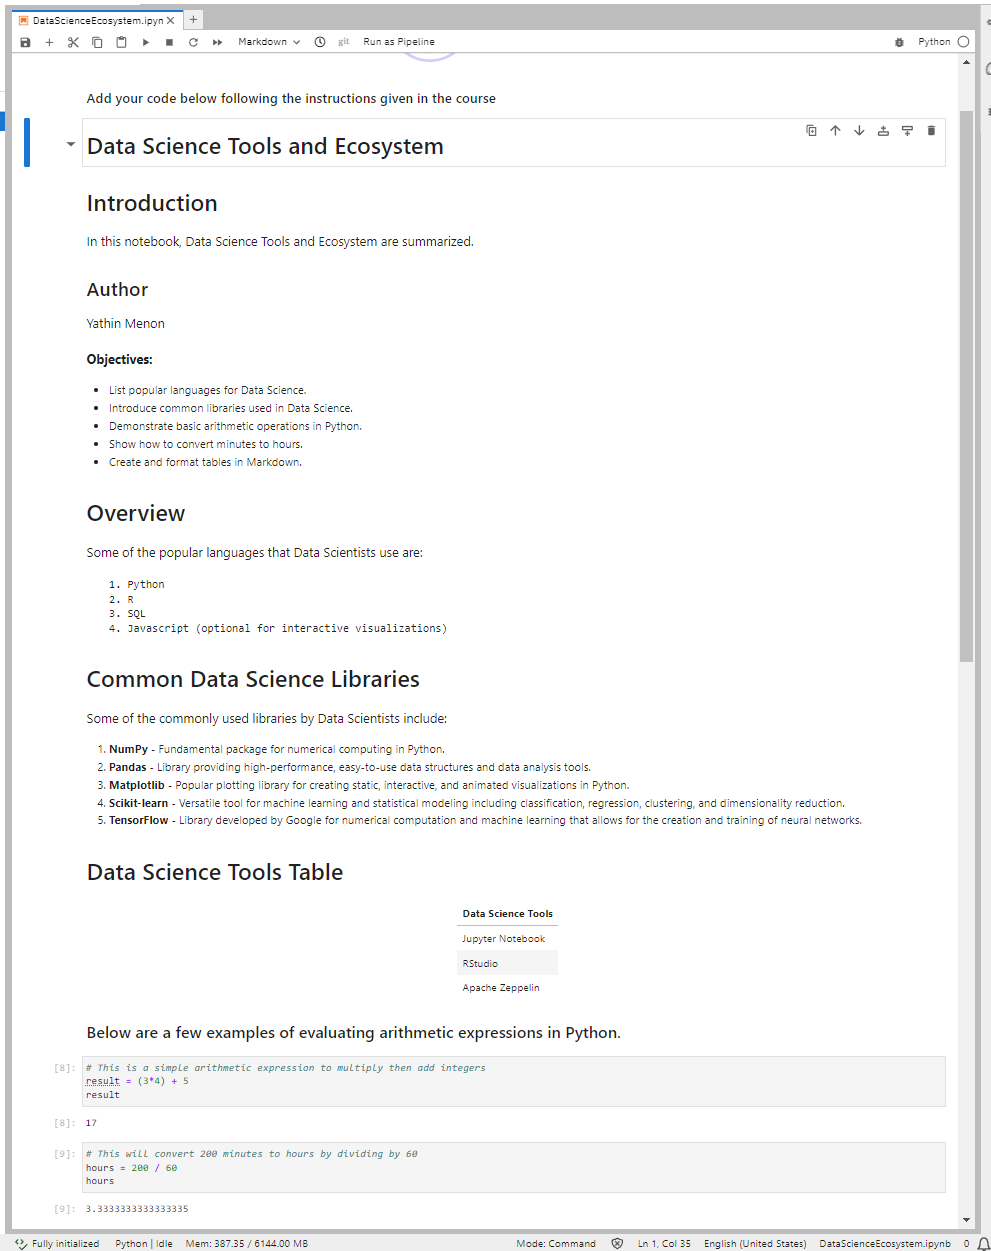 DataScienceEcosystem.ipyn
Markdown
git
Run as Pipeline
Python
Add your code below following the instructions given in the course
Data Science Tools and Ecosystem
Introduction
In this notebook, Data Science Tools and Ecosystem are summarized.
Author
Yathin Menon
Objectives:
List popular languages for Data Science.
Introduce common libraries used in Data Science.
Demonstrate basic arithmetic operations in Python.
Show how to convert minutes to hours.
Create and format tables in Markdown.
Overview
Some of the popular languages that Data Scientists use are:
1. Python
2. R
3. SQL
4. Javascript (optional for interactive visualizations)
Common Data Science Libraries
Some of the commonly used libraries by Data Scientists include:
1. NumPy - Fundamental package for numerical computing in Python.
2. Pandas - Library providing high-performance, easy-to-use data structures and data analysis tools.
3. Matplotlib - Popular plotting library for creating static, interactive, and animated visualizations in Python.
4. Scikit-learn - Versatile tool for machine learning and statistical modeling including classification, regression, clustering, and dimensionality reduction.
5. TensorFlow - Library developed by Google for numerical computation and machine learning that allows for the creation and training of neural networks.
Data Science Tools Table
Data Science Tools
Jupyter Notebook
RStudio
Apache Zeppelin
Below are a few examples of evaluating arithmetic expressions in Python.
[8]: # This is a simple arithmetic expression to multiply then add integers
result = (3*4) + 5
result
[8]: 17
[9]: # This will convert 200 minutes to hours by dividing by 60
hours = 200 / 60
hours
[9]: 3.3333333333333335
Fully initialized Python | Idle Mem: 387.35 / 6144.00 MB Mode: Command Ln 1, Col 35 English (United States) DataScienceEcosystem.ipynb 0